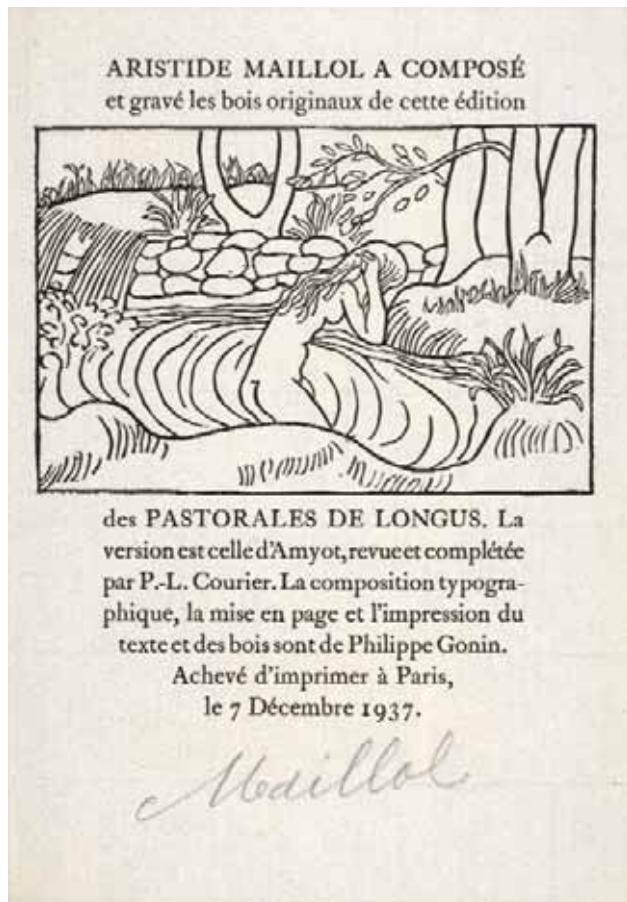 ARISTIDE MAILLOL A COMPOSÉ
et gravé les bois originaux de cette édition
des PASTORALES DE LONGUS. La
version est celle d'Amyot, revue et complétée
par P.-L. Courier. La composition typogra-
phique, la mise en page et l'impression du
texte et des bois sont de Philippe Gonin.
Achevé d'imprimer à Paris,
le 7 Décembre 1937.
Maillol